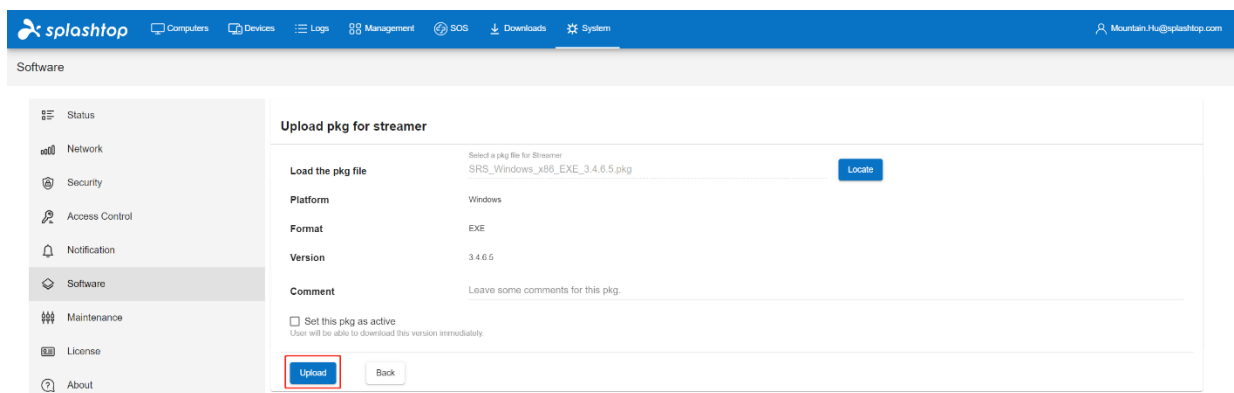 splashtop
Computers
Devices
Logs
Management
SOS
Downloads
System
Mountain.Hu@splashtop.com
Software
Status
Network
Security
Access Control
Notification
Software
Maintenance
License
About
Upload pkg for streamer
Select a pkg file for Streamer
Load the pkg file
SRS_Windows_x86_EXE_3.4.6.5.pkg
Locate
Platform
Windows
Format
EXE
Version
3.4.6.5
Comment
Leave some comments for this pkg.
Set this pkg as active
User will be able to download this version immediately.
Upload
Back